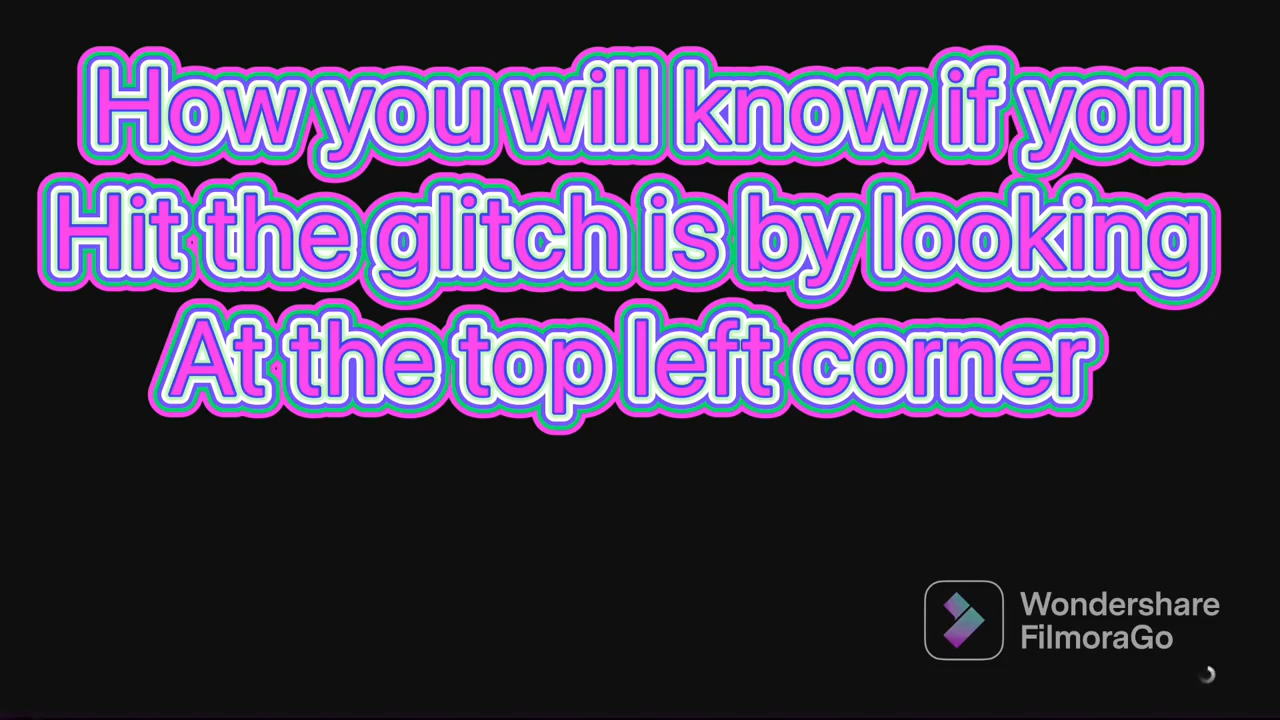 How you will know if you
Hit the glitch is by looking
At the top left corner
Wondershare
FilmoraGo